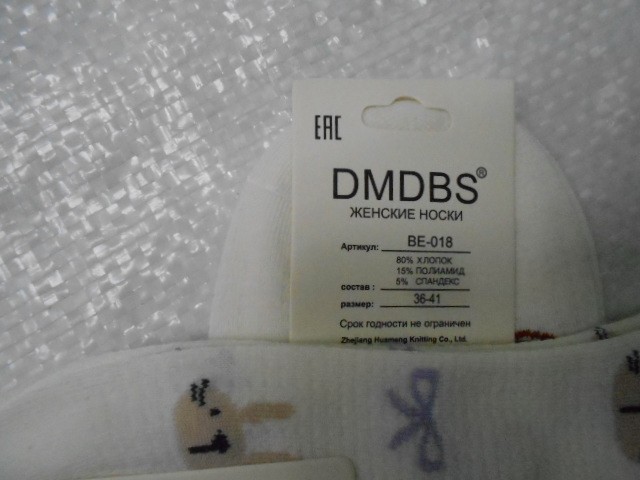 EAC
DMDBS®
ЖЕНСКИЕ НОСКИ
Артикул: BE-018
80% ХЛОПОК
15% ПОЛИАМИД
состав : 5% СПАНДЕКС
размер: 36-41
Срок годности не ограничен
Zhejiang Huameng Knitting Co., Ltd.